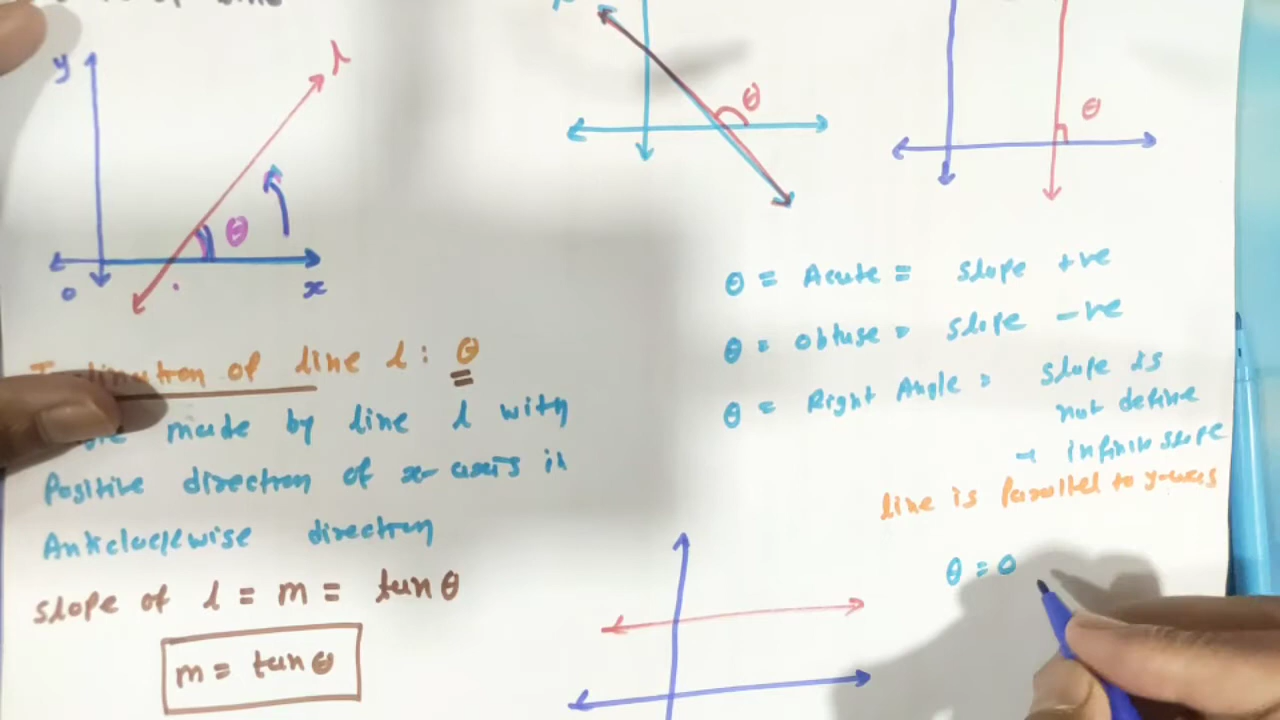 y
l
θ
o
x
θ
θ
of line l : θ
made by line l with
Positive direction of x-axis in
Anticlockwise direction
slope of l = m = tan θ
m = tan θ
θ = Acute = slope +ve
θ = obtuse = slope -ve
θ = Right Angle = slope is
not define
infinite slope
line is Parallel to y-axis
θ = 0